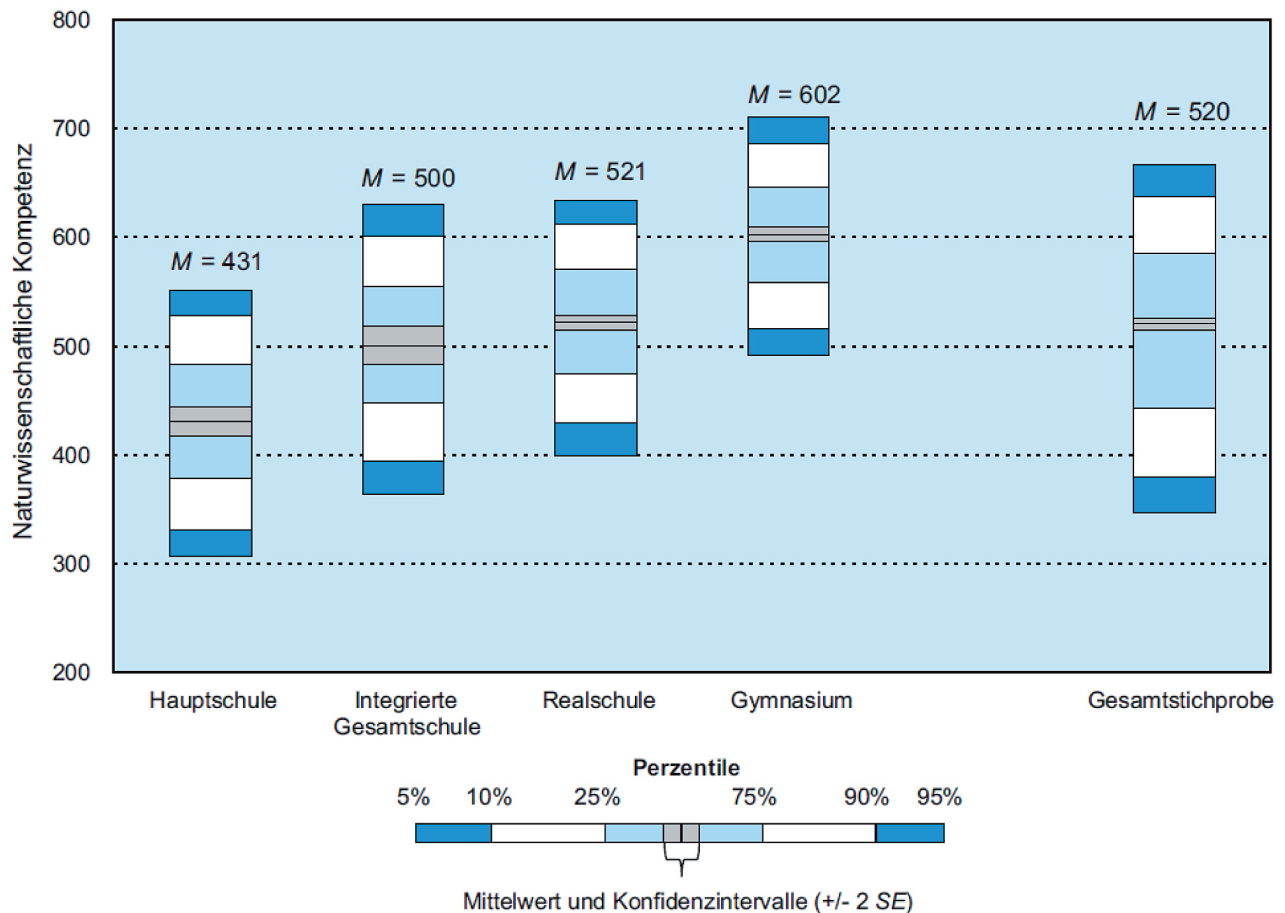 Naturwissenschaftliche Kompetenz
800
700
600
500
400
300
200
M = 431
M = 500
M = 521
M = 602
M = 520
Hauptschule
Integrierte
Gesamtschule
Realschule
Gymnasium
Gesamtstichprobe
Perzentile
5% 10% 25% 75% 90% 95%
Mittelwert und Konfidenzintervalle (+/- 2 SE)